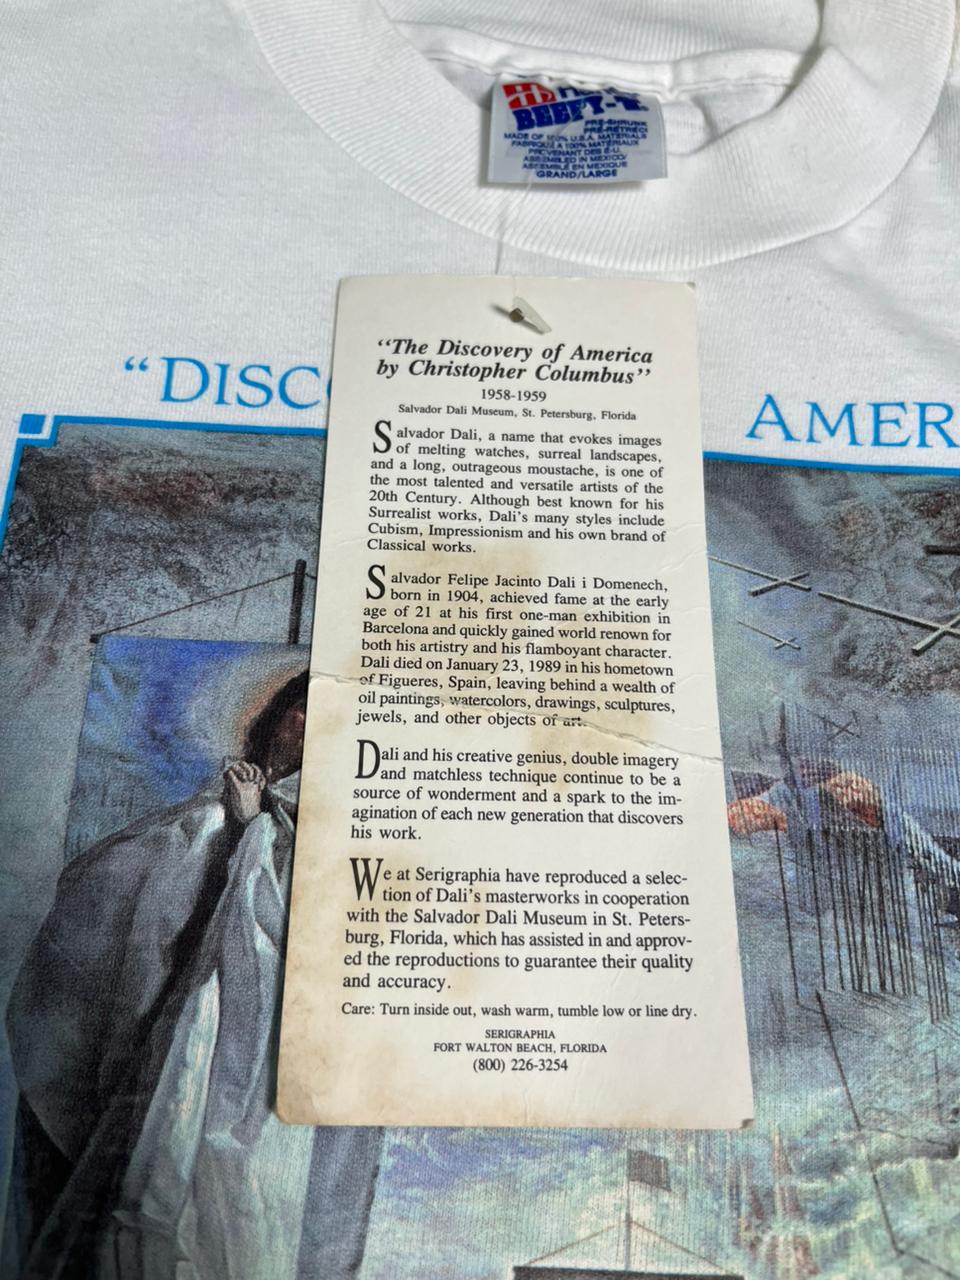 BEEFY-T®
PRE-SHRUNK
PRÉ-RÉTRÉCI
MADE OF 100% U.S.A. MATERIALS
FABRIQUÉ À 100% MATÉRIAUX
PROVENANT DES É.-U.
ASSEMBLED IN MEXICO/
ASSEMBLÉ EN MEXIQUE
GRAND/LARGE
“The Discovery of America
by Christopher Columbus”
1958-1959
Salvador Dali Museum, St. Petersburg, Florida
Salvador Dali, a name that evokes images
of melting watches, surreal landscapes,
and a long, outrageous moustache, is one of
the most talented and versatile artists of the
20th Century. Although best known for his
Surrealist works, Dali's many styles include
Cubism, Impressionism and his own brand of
Classical works.
Salvador Felipe Jacinto Dali i Domenech,
born in 1904, achieved fame at the early
age of 21 at his first one-man exhibition in
Barcelona and quickly gained world renown for
both his artistry and his flamboyant character.
Dali died on January 23, 1989 in his hometown
of Figueres, Spain, leaving behind a wealth of
oil paintings, watercolors, drawings, sculptures,
jewels, and other objects of art.
Dali and his creative genius, double imagery
and matchless technique continue to be a
source of wonderment and a spark to the im-
agination of each new generation that discovers
his work.
We at Serigraphia have reproduced a selec-
tion of Dali's masterworks in cooperation
with the Salvador Dali Museum in St. Peters-
burg, Florida, which has assisted in and approv-
ed the reproductions to guarantee their quality
and accuracy.
Care: Turn inside out, wash warm, tumble low or line dry.
SERIGRAPHIA
FORT WALTON BEACH, FLORIDA
(800) 226-3254
“DISC AMER